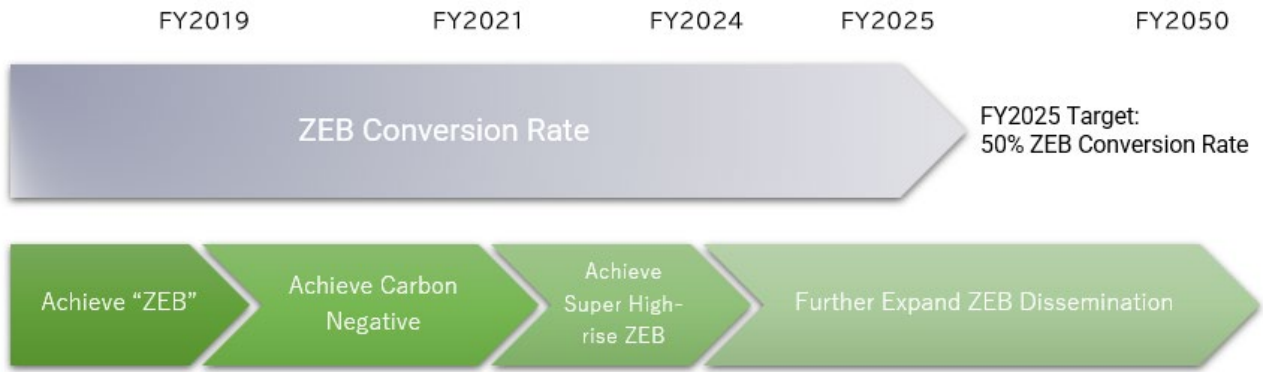 FY2019 FY2021 FY2024 FY2025 FY2050
ZEB Conversion Rate
FY2025 Target:
50% ZEB Conversion Rate
Achieve “ZEB”
Achieve Carbon
Negative
Achieve
Super High-
rise ZEB
Further Expand ZEB Dissemination